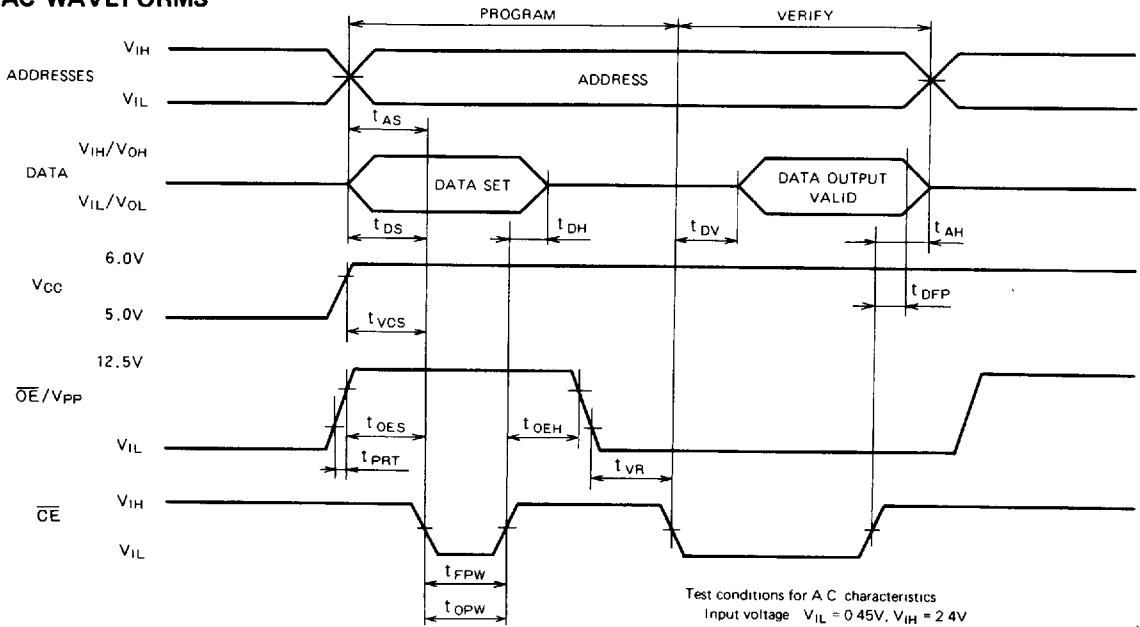 AC WAVEFORMS
PROGRAM
VERIFY
VIH
ADDRESSES
ADDRESS
VIL
tAS
VIH/VOH
DATA
DATA SET
DATA OUTPUT
VALID
VIL/VOL
tDS
tDH
tDV
tAH
6.0V
VCC
tDFP
5.0V
tVCS
12.5V
OE/VPP
tOES
tOEH
VIL
tPRT
tVR
VIH
CE
VIL
tFPW
tOPW
Test conditions for A C characteristics
Input voltage VIL = 0 45V, VIH = 2 4V